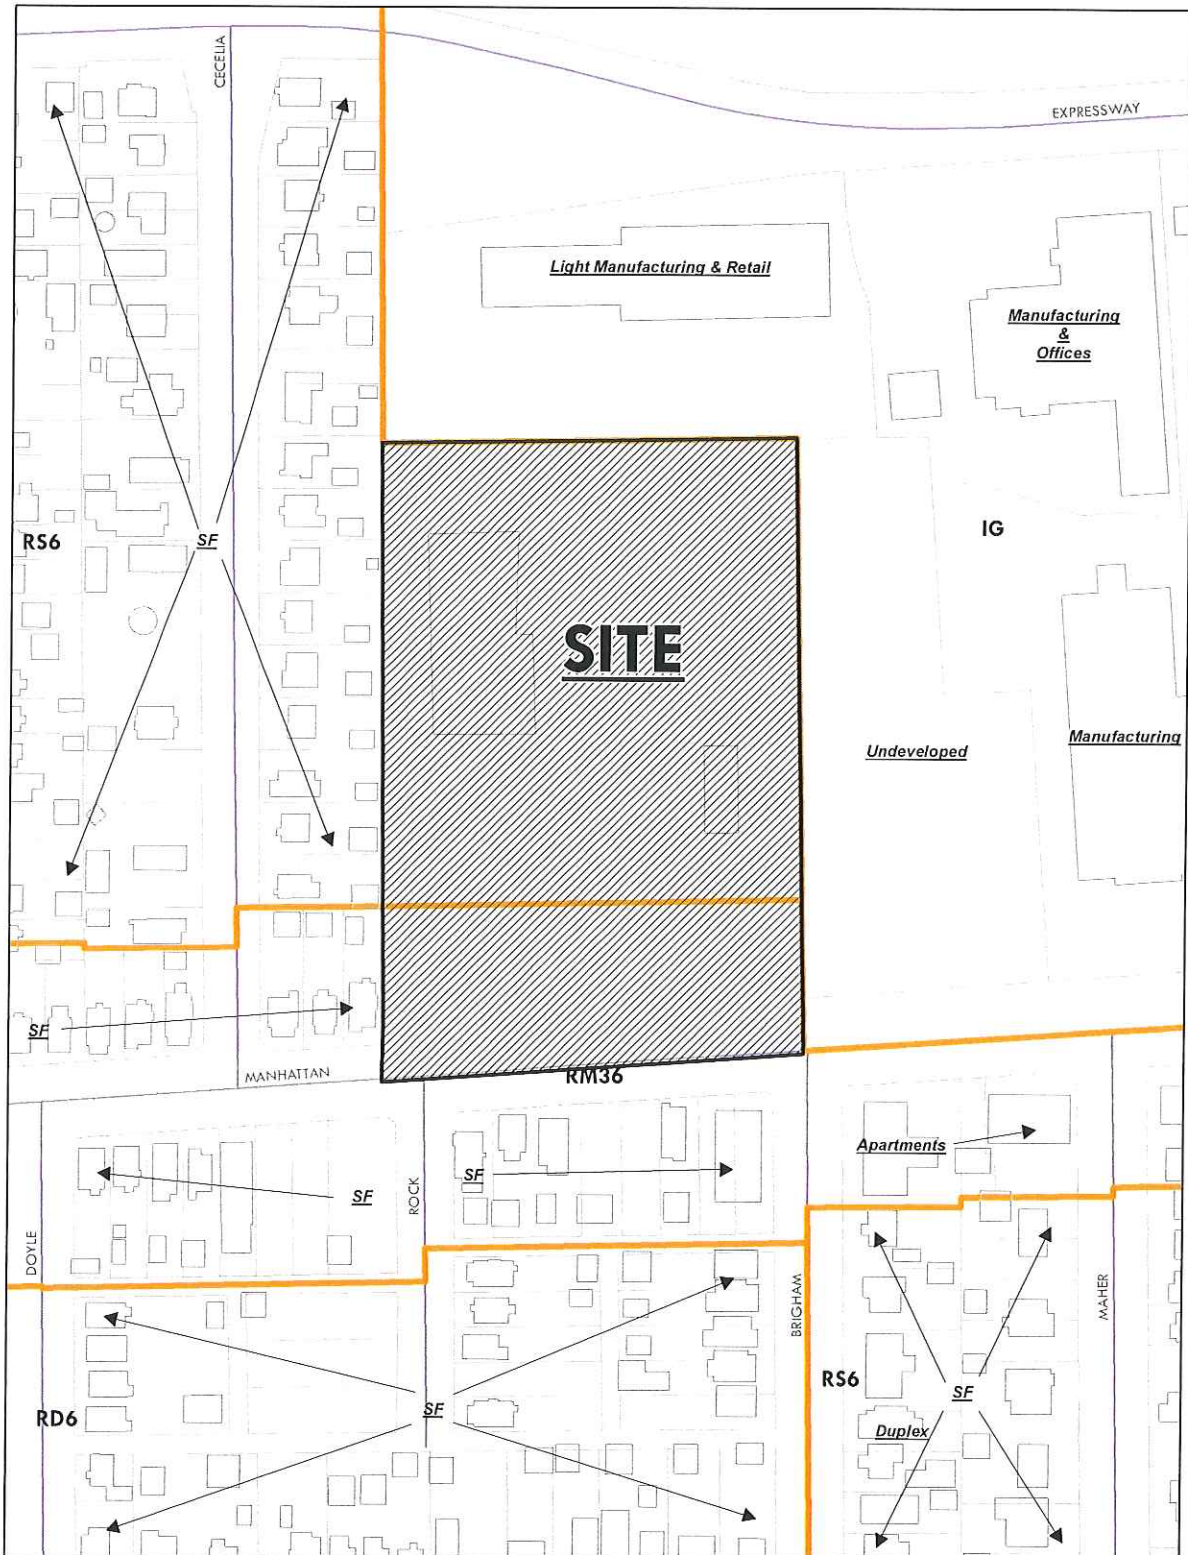 CECELIA
EXPRESSWAY
Light Manufacturing & Retail
Manufacturing
&
Offices
RS6
SF
IG
SITE
Undeveloped
Manufacturing
SF
MANHATTAN
RM36
Apartments
SF
SF
ROCK
DOYLE
BRIGHAM
MAHER
RS6
SF
SF
RD6
Duplex